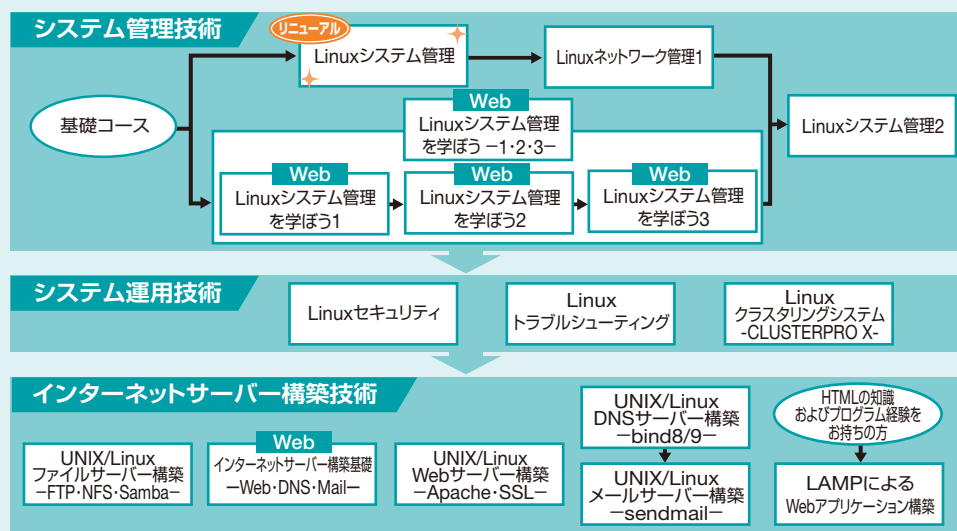 システム管理技術
リニューアル
Linuxシステム管理
Linuxネットワーク管理1
基礎コース
Web
Linuxシステム管理
を学ぼう －1・2・3－
Linuxシステム管理2
Web
Linuxシステム管理
を学ぼう1
Web
Linuxシステム管理
を学ぼう2
Web
Linuxシステム管理
を学ぼう3
システム運用技術
Linuxセキュリティ
Linux
トラブルシューティング
Linux
クラスタリングシステム
-CLUSTERPRO X-
インターネットサーバー構築技術
UNIX/Linux
ファイルサーバー構築
－FTP・NFS・Samba－
Web
インターネットサーバー構築基礎
－Web・DNS・Mail－
UNIX/Linux
Webサーバー構築
－Apache・SSL－
UNIX/Linux
DNSサーバー構築
－bind8/9－
UNIX/Linux
メールサーバー構築
－sendmail－
HTMLの知識
およびプログラム経験を
お持ちの方
LAMPによる
Webアプリケーション構築